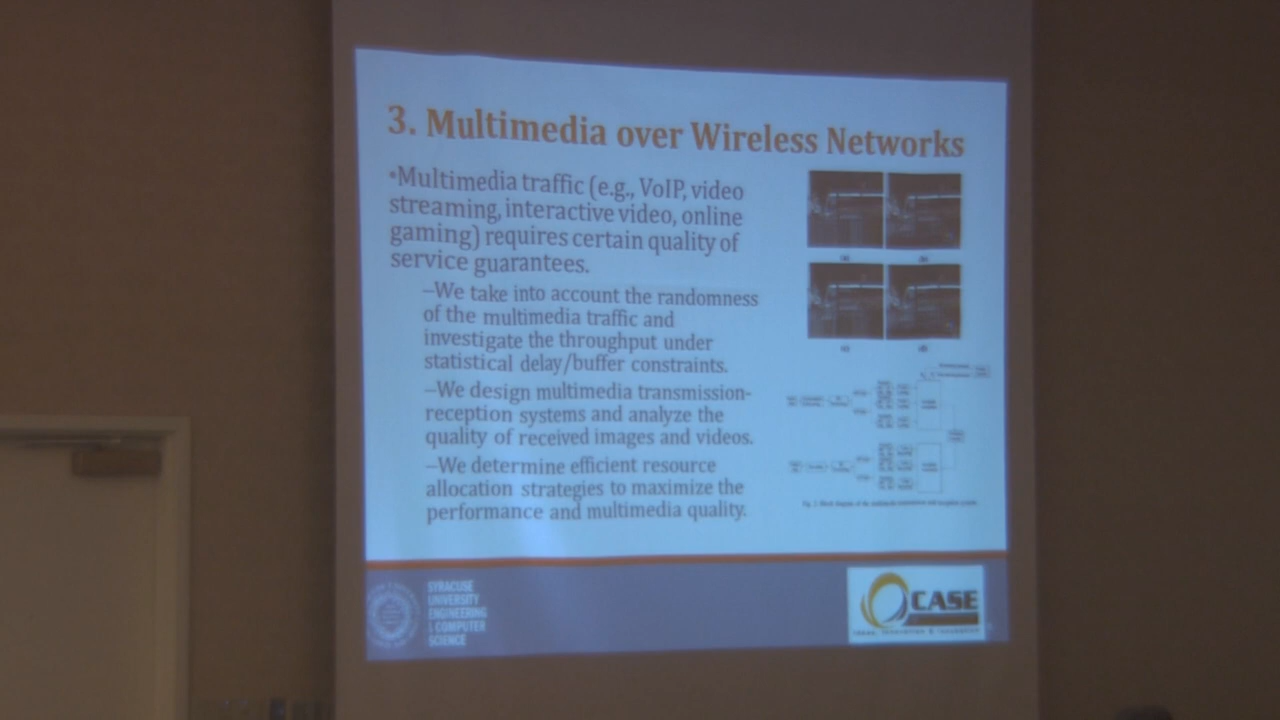 3. Multimedia over Wireless Networks
•Multimedia traffic (e.g., VoIP, video
streaming, interactive video, online
gaming) requires certain quality of
service guarantees.
–We take into account the randomness
of the multimedia traffic and
investigate the throughput under
statistical delay/buffer constraints.
–We design multimedia transmission-
reception systems and analyze the
quality of received images and videos.
–We determine efficient resource
allocation strategies to maximize the
performance and multimedia quality.
(a)
(b)
(c)
(d)
SYRACUSE
UNIVERSITY
ENGINEERING
& COMPUTER
SCIENCE
CASE